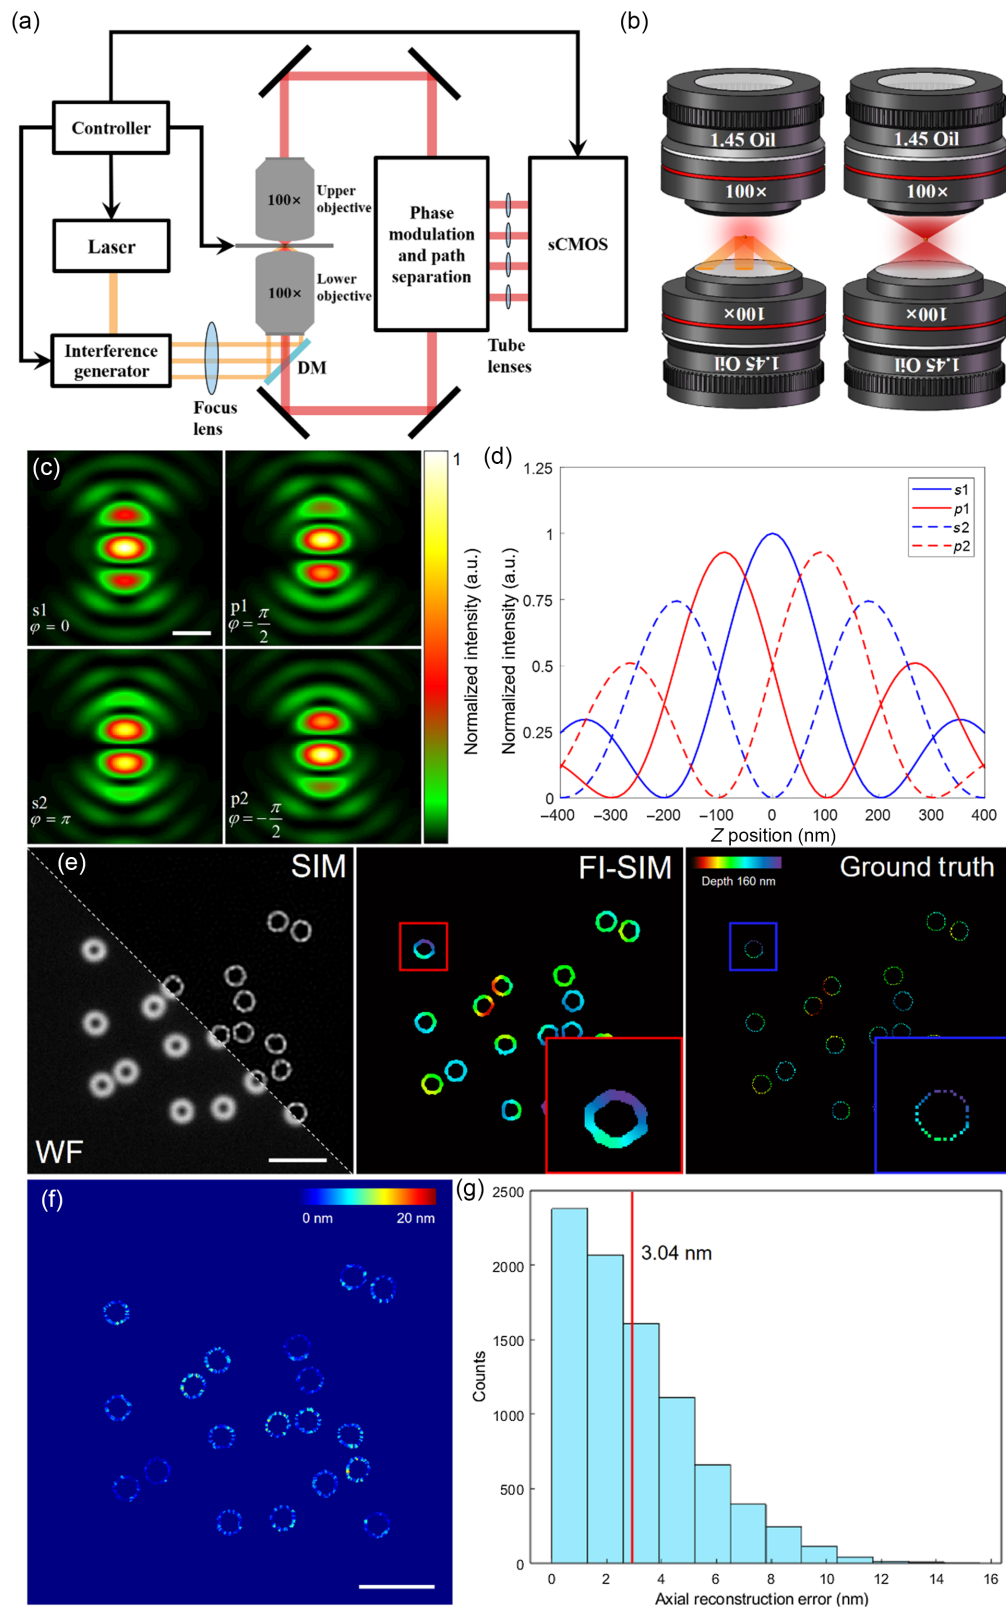 (a)
Controller
Laser
Interference
generator
Focus
lens
DM
100×
Upper
objective
100×
Lower
objective
Phase
modulation
and path
separation
Tube
lenses
sCMOS
(b)
1.45 Oil
100×
100×
1.45 Oil
1.45 Oil
100×
100×
1.45 Oil
(c)
s1
φ = 0
p1
φ = π/2
s2
φ = π
p2
φ = -π/2
1
0
Normalized intensity (a.u.)
(d)
Normalized intensity (a.u.)
1.25
1
0.75
0.5
0.25
0
−400 −300 −200 −100 0 100 200 300 400
Z position (nm)
s1
p1
s2
p2
(e)
SIM
WF
FI-SIM
Depth 160 nm
Ground truth
(f)
0 nm 20 nm
(g)
Counts
2500
2000
1500
1000
500
0
3.04 nm
0 2 4 6 8 10 12 14 16
Axial reconstruction error (nm)